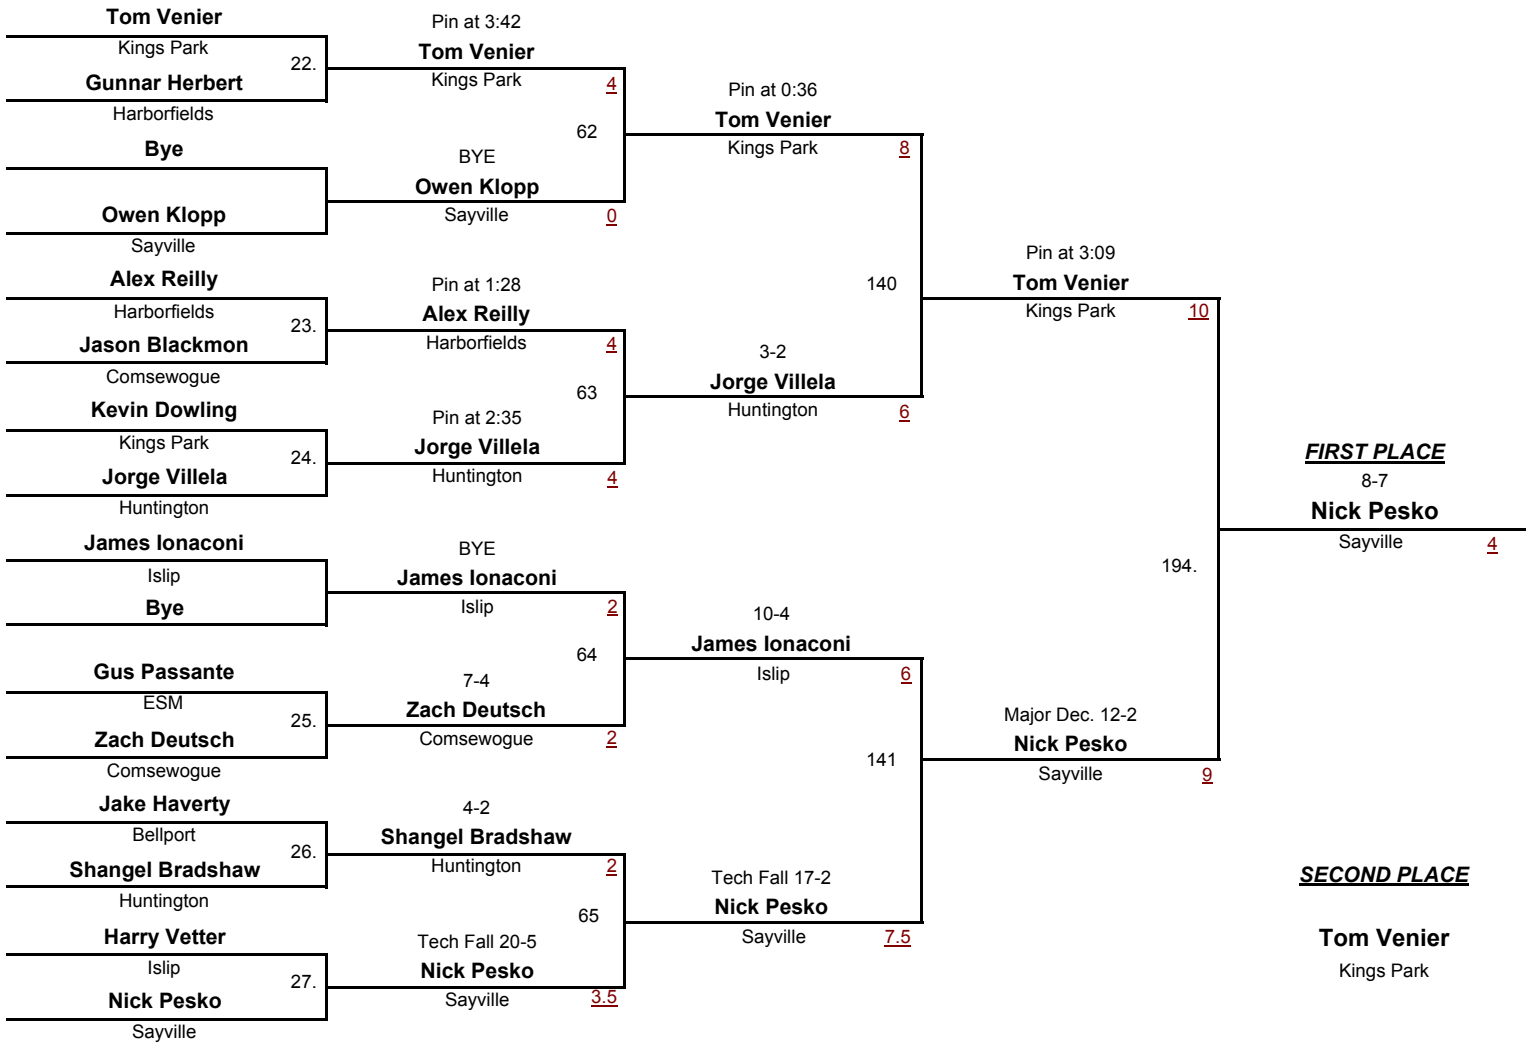 Tom Venier
Kings Park
22.
Gunnar Herbert
Harborfields
Bye
Owen Klopp
Sayville
Alex Reilly
Harborfields
23.
Jason Blackmon
Comsewogue
Kevin Dowling
Kings Park
24.
Jorge Villela
Huntington
James Ionaconi
Islip
Bye
Gus Passante
ESM
25.
Zach Deutsch
Comsewogue
Jake Haverty
Bellport
26.
Shangel Bradshaw
Huntington
Harry Vetter
Islip
27.
Nick Pesko
Sayville
Pin at 3:42
Tom Venier
Kings Park
4
62
BYE
Owen Klopp
Sayville
0
Pin at 1:28
Alex Reilly
Harborfields
4
63
Pin at 2:35
Jorge Villela
Huntington
4
BYE
James Ionaconi
Islip
2
64
7-4
Zach Deutsch
Comsewogue
2
4-2
Shangel Bradshaw
Huntington
2
65
Tech Fall 20-5
Nick Pesko
Sayville
3.5
Pin at 0:36
Tom Venier
Kings Park
8
140
3-2
Jorge Villela
Huntington
6
10-4
James Ionaconi
Islip
6
141
Tech Fall 17-2
Nick Pesko
Sayville
7.5
Pin at 3:09
Tom Venier
Kings Park
10
194.
Major Dec. 12-2
Nick Pesko
Sayville
9
FIRST PLACE
8-7
Nick Pesko
Sayville
4
SECOND PLACE
Tom Venier
Kings Park